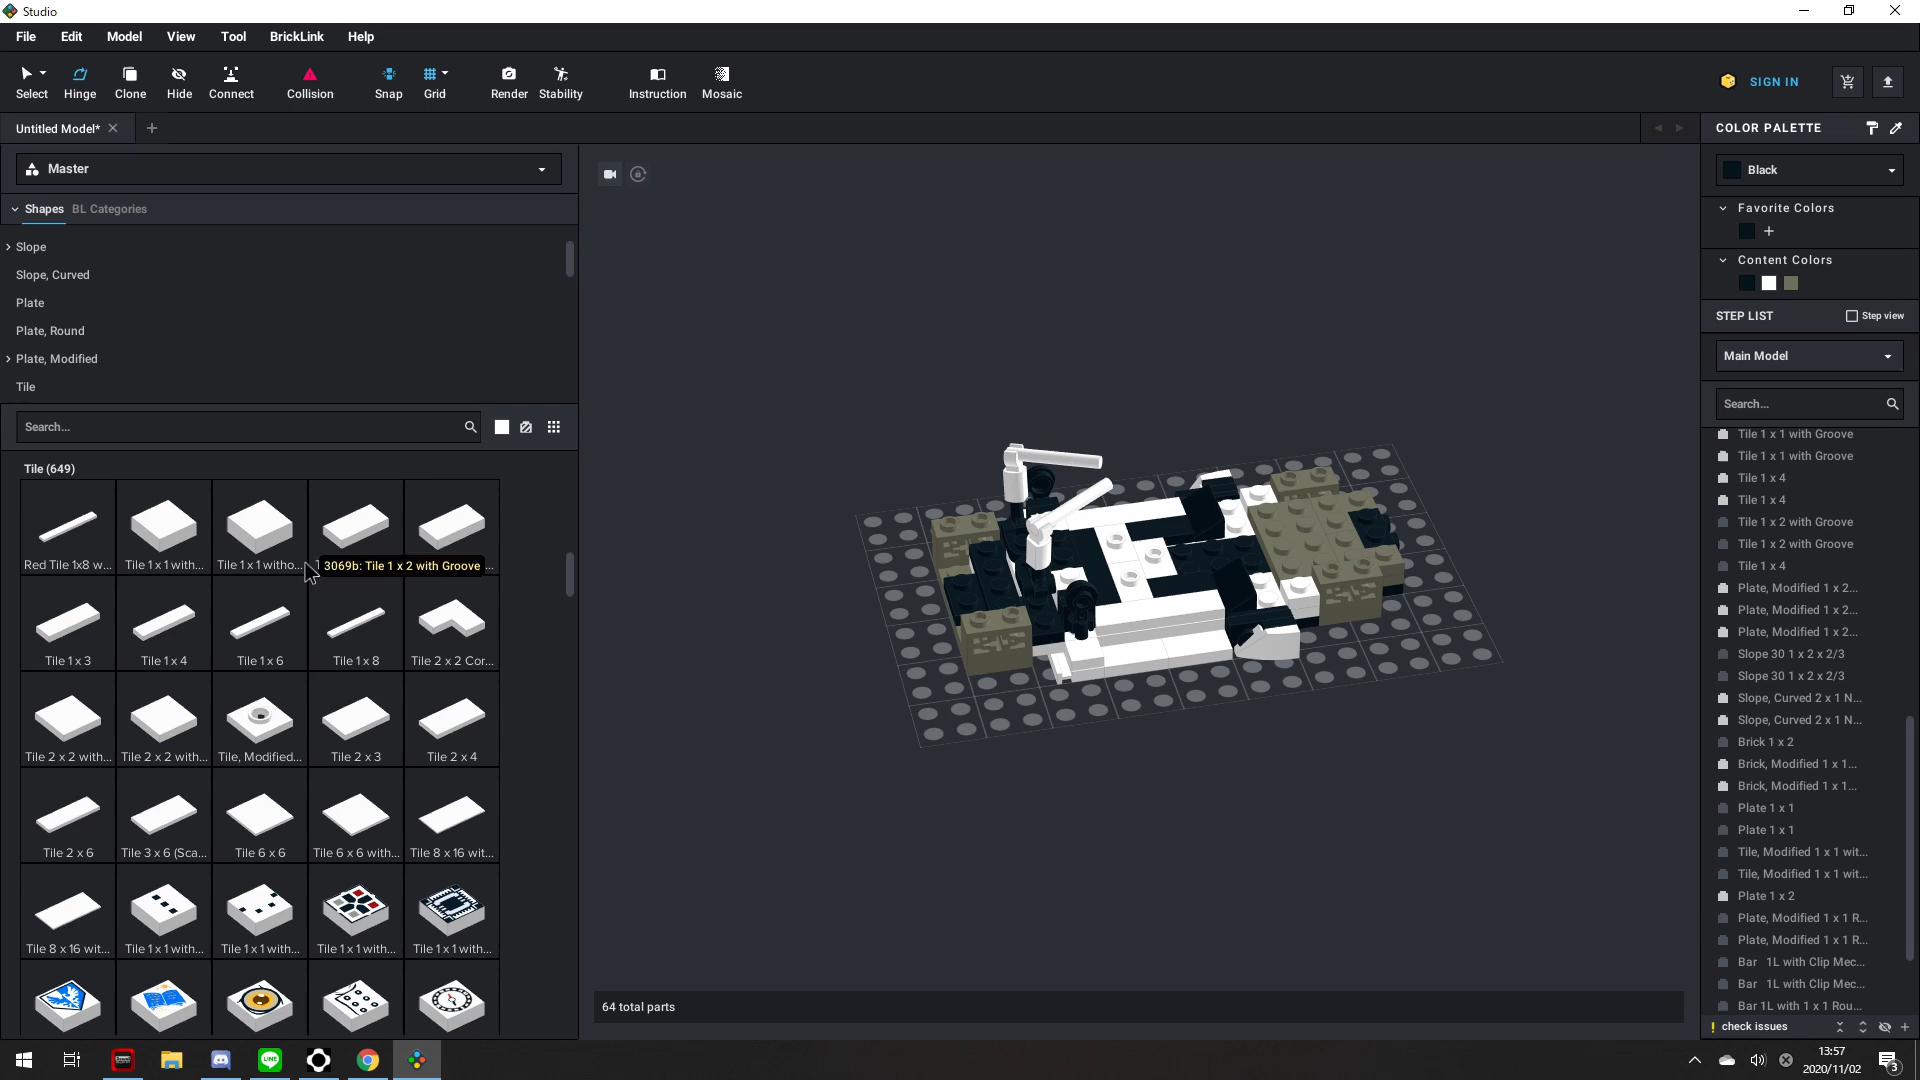 Studio
File Edit Model View Tool BrickLink Help
Select Hinge Clone Hide Connect Collision Snap Grid Render Stability Instruction Mosaic
SIGN IN
Untitled Model*
Master
Shapes BL Categories
Slope
Slope, Curved
Plate
Plate, Round
Plate, Modified
Tile
Search...
Tile (649)
Red Tile 1x8 w... Tile 1 x 1 with... Tile 1 x 1 witho...
3069b: Tile 1 x 2 with Groove
Tile 1 x 3 Tile 1 x 4 Tile 1 x 6 Tile 1 x 8 Tile 2 x 2 Cor...
Tile 2 x 2 with... Tile 2 x 2 with... Tile, Modified... Tile 2 x 3 Tile 2 x 4
Tile 2 x 6 Tile 3 x 6 (Sca... Tile 6 x 6 Tile 6 x 6 with... Tile 8 x 16 wit...
Tile 8 x 16 wit... Tile 1 x 1 with... Tile 1 x 1 with... Tile 1 x 1 with... Tile 1 x 1 with...
64 total parts
COLOR PALETTE
Black
Favorite Colors
Content Colors
STEP LIST Step view
Main Model
Search...
Tile 1 x 1 with Groove
Tile 1 x 1 with Groove
Tile 1 x 4
Tile 1 x 4
Tile 1 x 2 with Groove
Tile 1 x 2 with Groove
Tile 1 x 4
Plate, Modified 1 x 2...
Plate, Modified 1 x 2...
Plate, Modified 1 x 2...
Slope 30 1 x 2 x 2/3
Slope 30 1 x 2 x 2/3
Slope, Curved 2 x 1 N...
Slope, Curved 2 x 1 N...
Brick 1 x 2
Brick, Modified 1 x 1...
Brick, Modified 1 x 1...
Plate 1 x 1
Plate 1 x 1
Tile, Modified 1 x 1 wit...
Tile, Modified 1 x 1 wit...
Plate 1 x 2
Plate, Modified 1 x 1 R...
Plate, Modified 1 x 1 R...
Bar 1L with Clip Mec...
Bar 1L with Clip Mec...
Bar 1L with 1 x 1 Rou...
check issues
13:57
2020/11/02
3